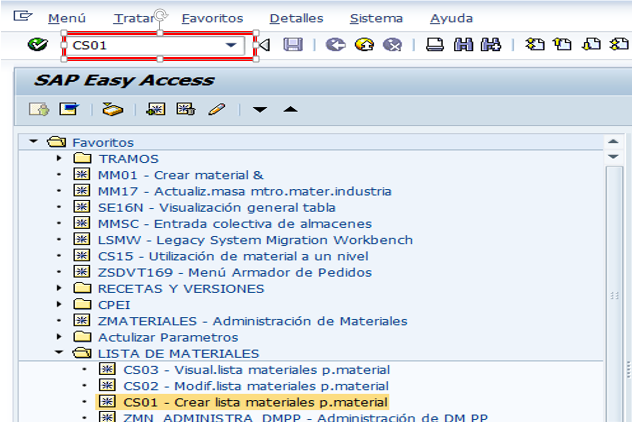 Menú Tratar Favoritos Detalles Sistema Ayuda
CS01
SAP Easy Access
Favoritos
TRAMOS
MM01 - Crear material &
MM17 - Actualiz.masa mtro.mater.industria
SE16N - Visualización general tabla
MMSC - Entrada colectiva de almacenes
LSMW - Legacy System Migration Workbench
CS15 - Utilización de material a un nivel
ZSDVT169 - Menú Armador de Pedidos
RECETAS Y VERSIONES
CPEI
ZMATERIALES - Administración de Materiales
Actulizar Parametros
LISTA DE MATERIALES
CS03 - Visual.lista materiales p.material
CS02 - Modif.lista materiales p.material
CS01 - Crear lista materiales p.material
ZMN_ADMINISTRA_DMPP - Administración de DM PP